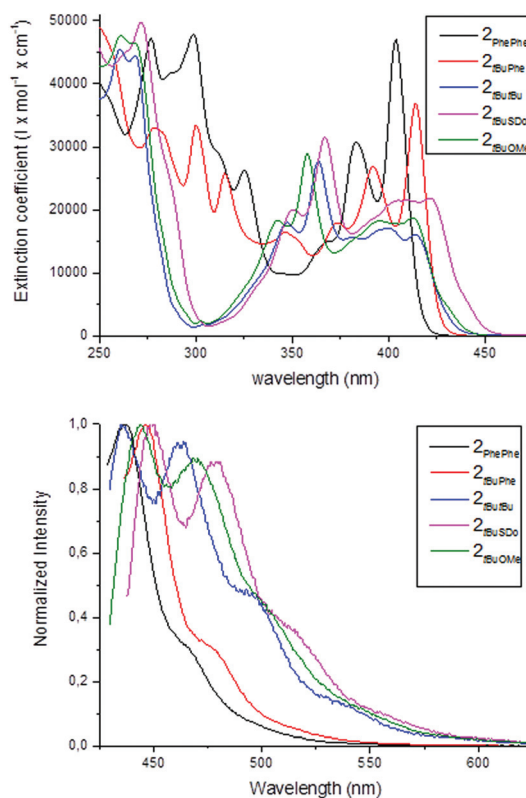 Extinction coefficient (l x mol⁻¹ x cm⁻¹)
50000
40000
30000
20000
10000
0
250 300 350 400 450
wavelength (nm)
2PhePhe
2tBuPhe
2tButBu
2tBuSDo
2tBuOMe
Normalized Intensity
1,0
0,8
0,6
0,4
0,2
0,0
450 500 550 600
Wavelength (nm)
2PhePhe
2tBuPhe
2tButBu
2tBuSDo
2tBuOMe